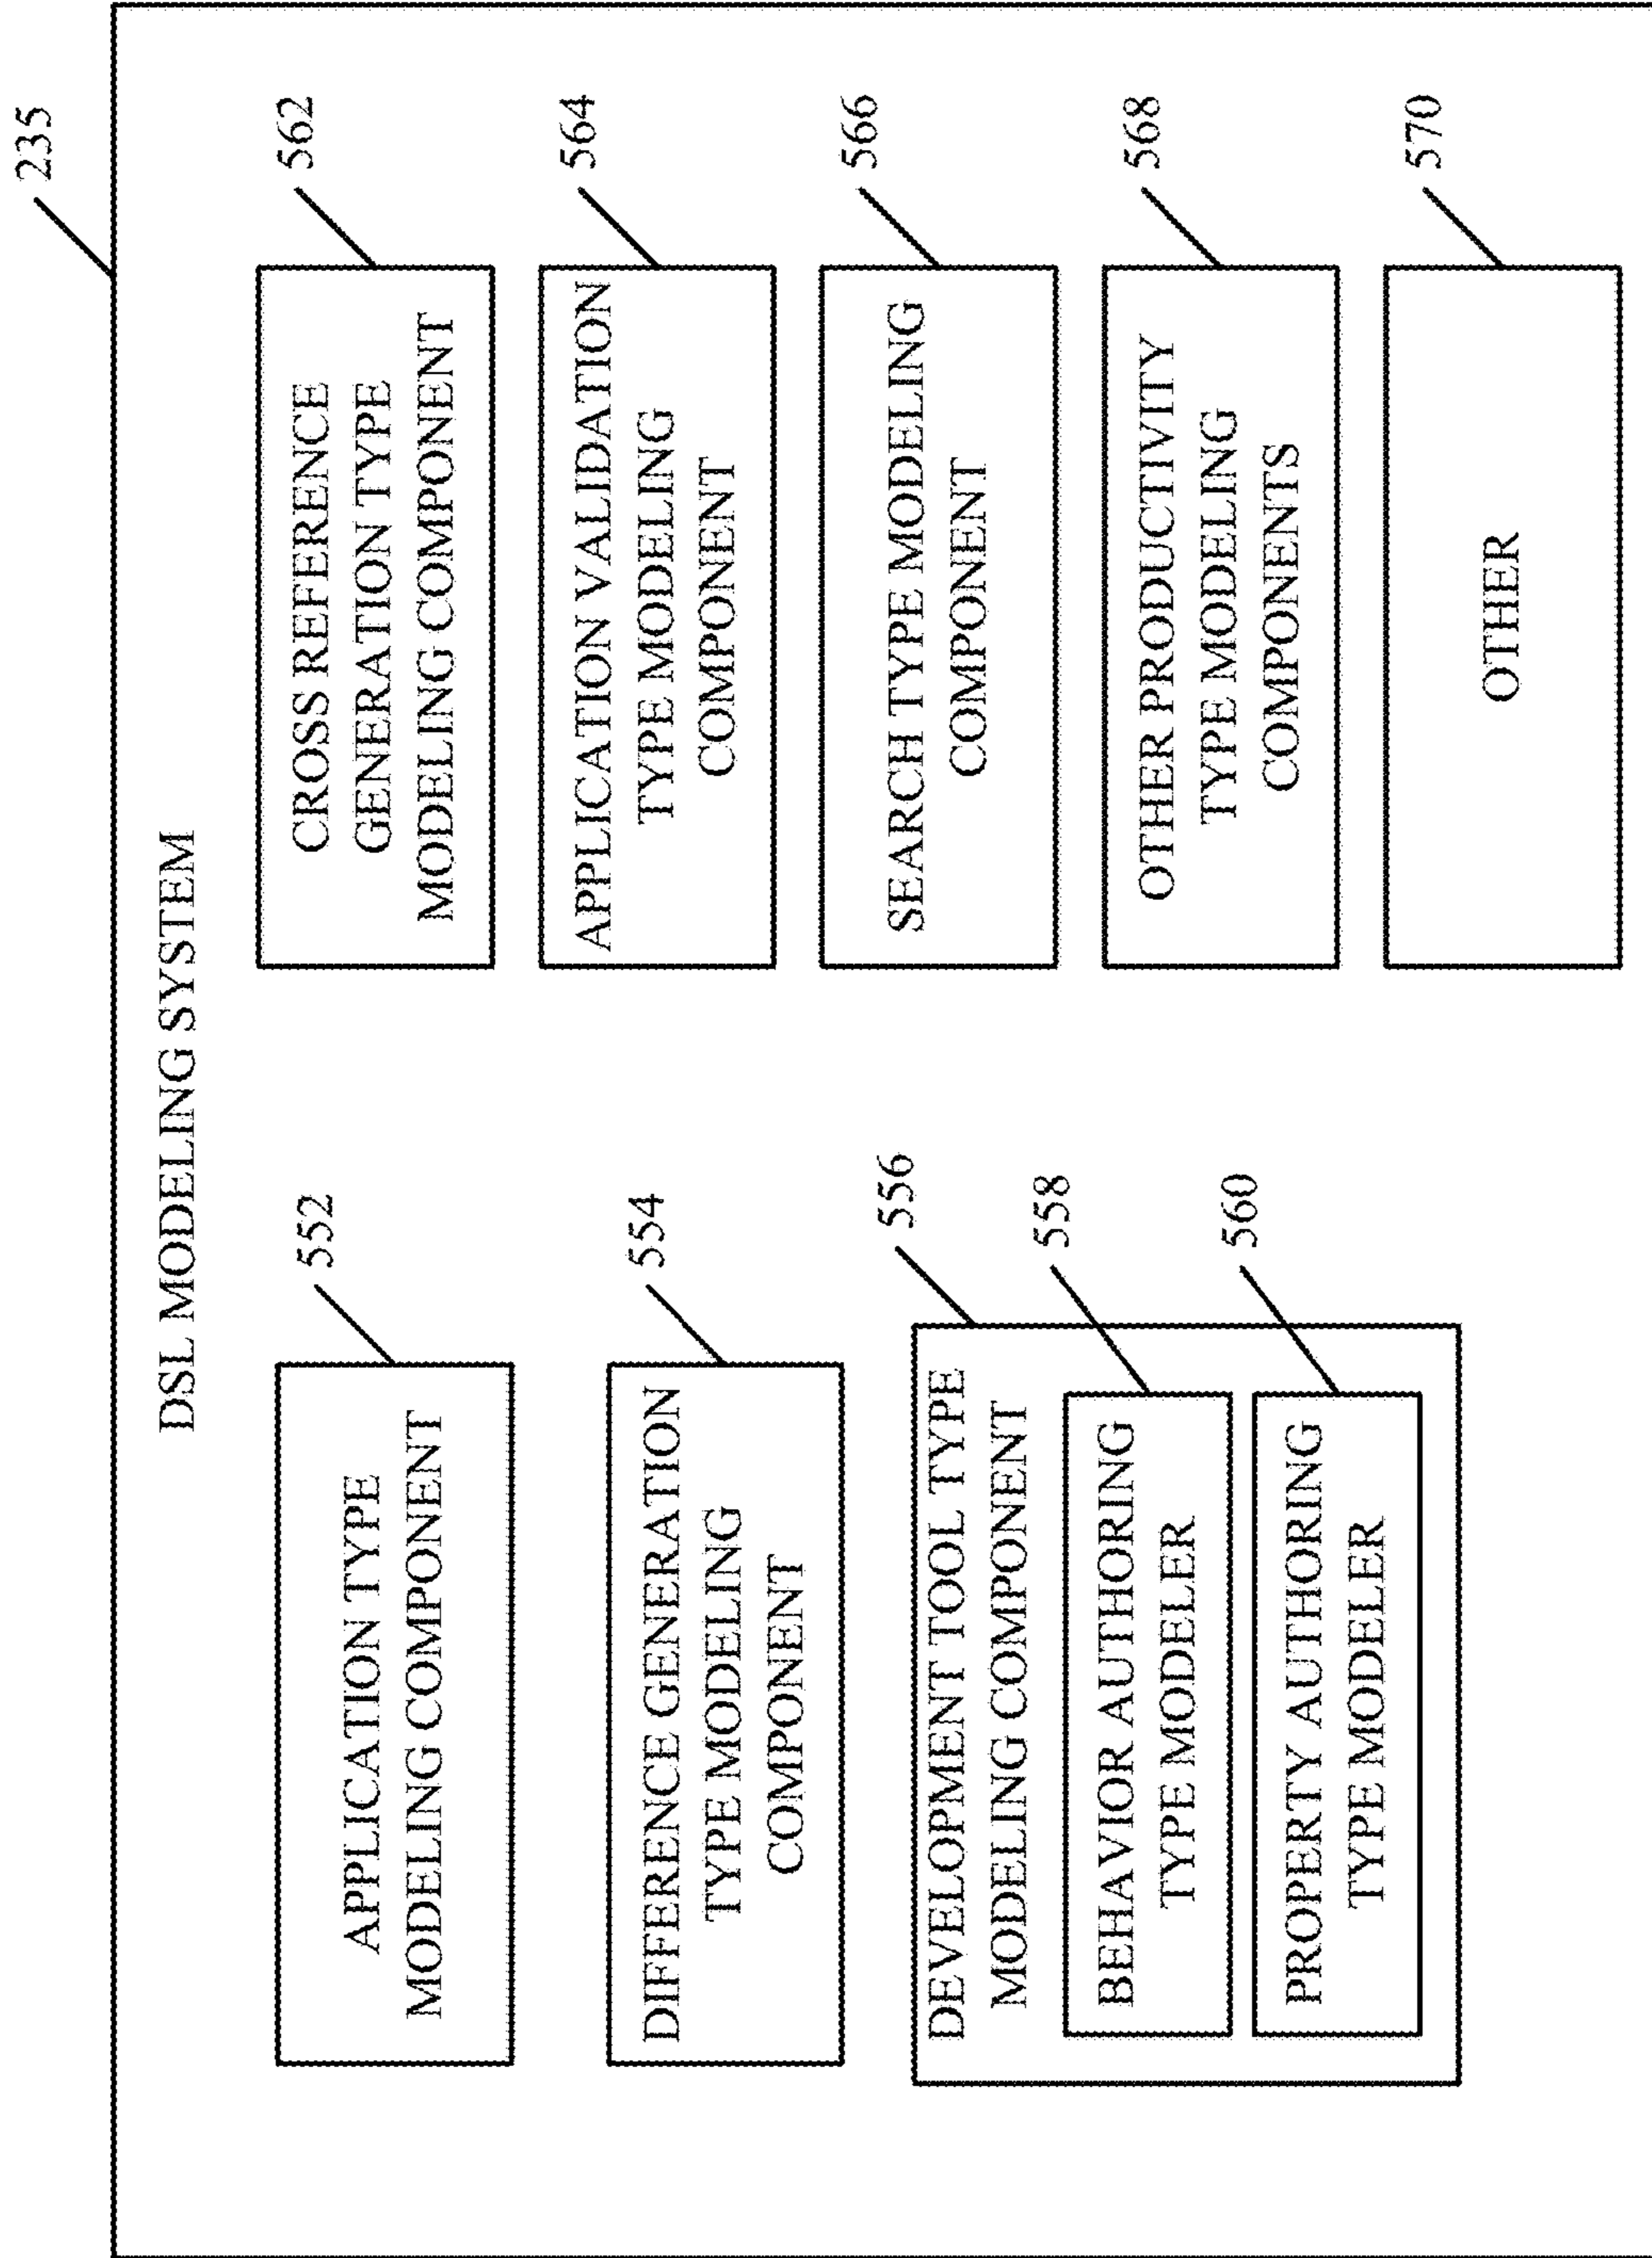 235
DSL MODELING SYSTEM
552
APPLICATION TYPE
MODELING COMPONENT
554
DIFFERENCE GENERATION
TYPE MODELING
COMPONENT
556
DEVELOPMENT TOOL TYPE
MODELING COMPONENT
558
BEHAVIOR AUTHORING
TYPE MODELER
560
PROPERTY AUTHORING
TYPE MODELER
562
CROSS REFERENCE
GENERATION TYPE
MODELING COMPONENT
564
APPLICATION VALIDATION
TYPE MODELING
COMPONENT
566
SEARCH TYPE MODELING
COMPONENT
568
OTHER PRODUCTIVITY
TYPE MODELING
COMPONENTS
570
OTHER